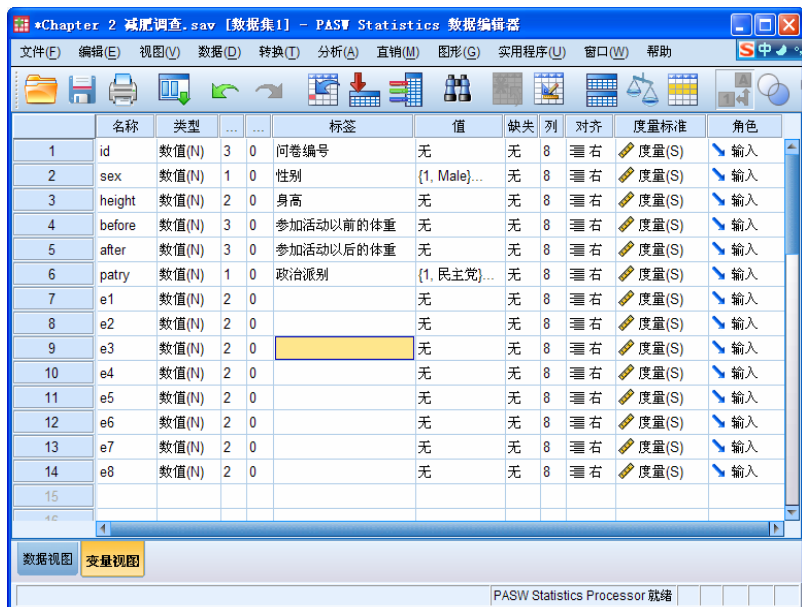 *Chapter 2 减肥调查.sav [数据集1] - PASW Statistics 数据编辑器
文件(F) 编辑(E) 视图(V) 数据(D) 转换(T) 分析(A) 直销(M) 图形(G) 实用程序(U) 窗口(W) 帮助
S 中
名称 类型 ... ... 标签 值 缺失 列 对齐 度量标准 角色
1 id 数值(N) 3 0 问卷编号 无 无 8 右 度量(S) 输入
2 sex 数值(N) 1 0 性别 {1, Male}... 无 8 右 度量(S) 输入
3 height 数值(N) 2 0 身高 无 无 8 右 度量(S) 输入
4 before 数值(N) 3 0 参加活动以前的体重 无 无 8 右 度量(S) 输入
5 after 数值(N) 3 0 参加活动以后的体重 无 无 8 右 度量(S) 输入
6 patry 数值(N) 1 0 政治派别 {1, 民主党}... 无 8 右 度量(S) 输入
7 e1 数值(N) 2 0 无 无 8 右 度量(S) 输入
8 e2 数值(N) 2 0 无 无 8 右 度量(S) 输入
9 e3 数值(N) 2 0 无 无 8 右 度量(S) 输入
10 e4 数值(N) 2 0 无 无 8 右 度量(S) 输入
11 e5 数值(N) 2 0 无 无 8 右 度量(S) 输入
12 e6 数值(N) 2 0 无 无 8 右 度量(S) 输入
13 e7 数值(N) 2 0 无 无 8 右 度量(S) 输入
14 e8 数值(N) 2 0 无 无 8 右 度量(S) 输入
15
数据视图 变量视图
PASW Statistics Processor 就绪